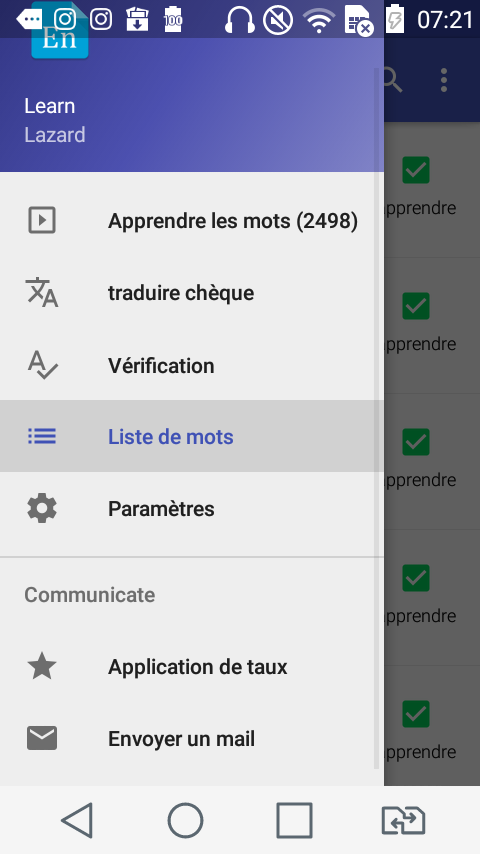 100
07:21
En
Learn
Lazard
Apprendre les mots (2498)
pprendre
traduire chèque
pprendre
Vérification
Liste de mots
pprendre
Paramètres
Communicate
pprendre
Application de taux
Envoyer un mail
pprendre